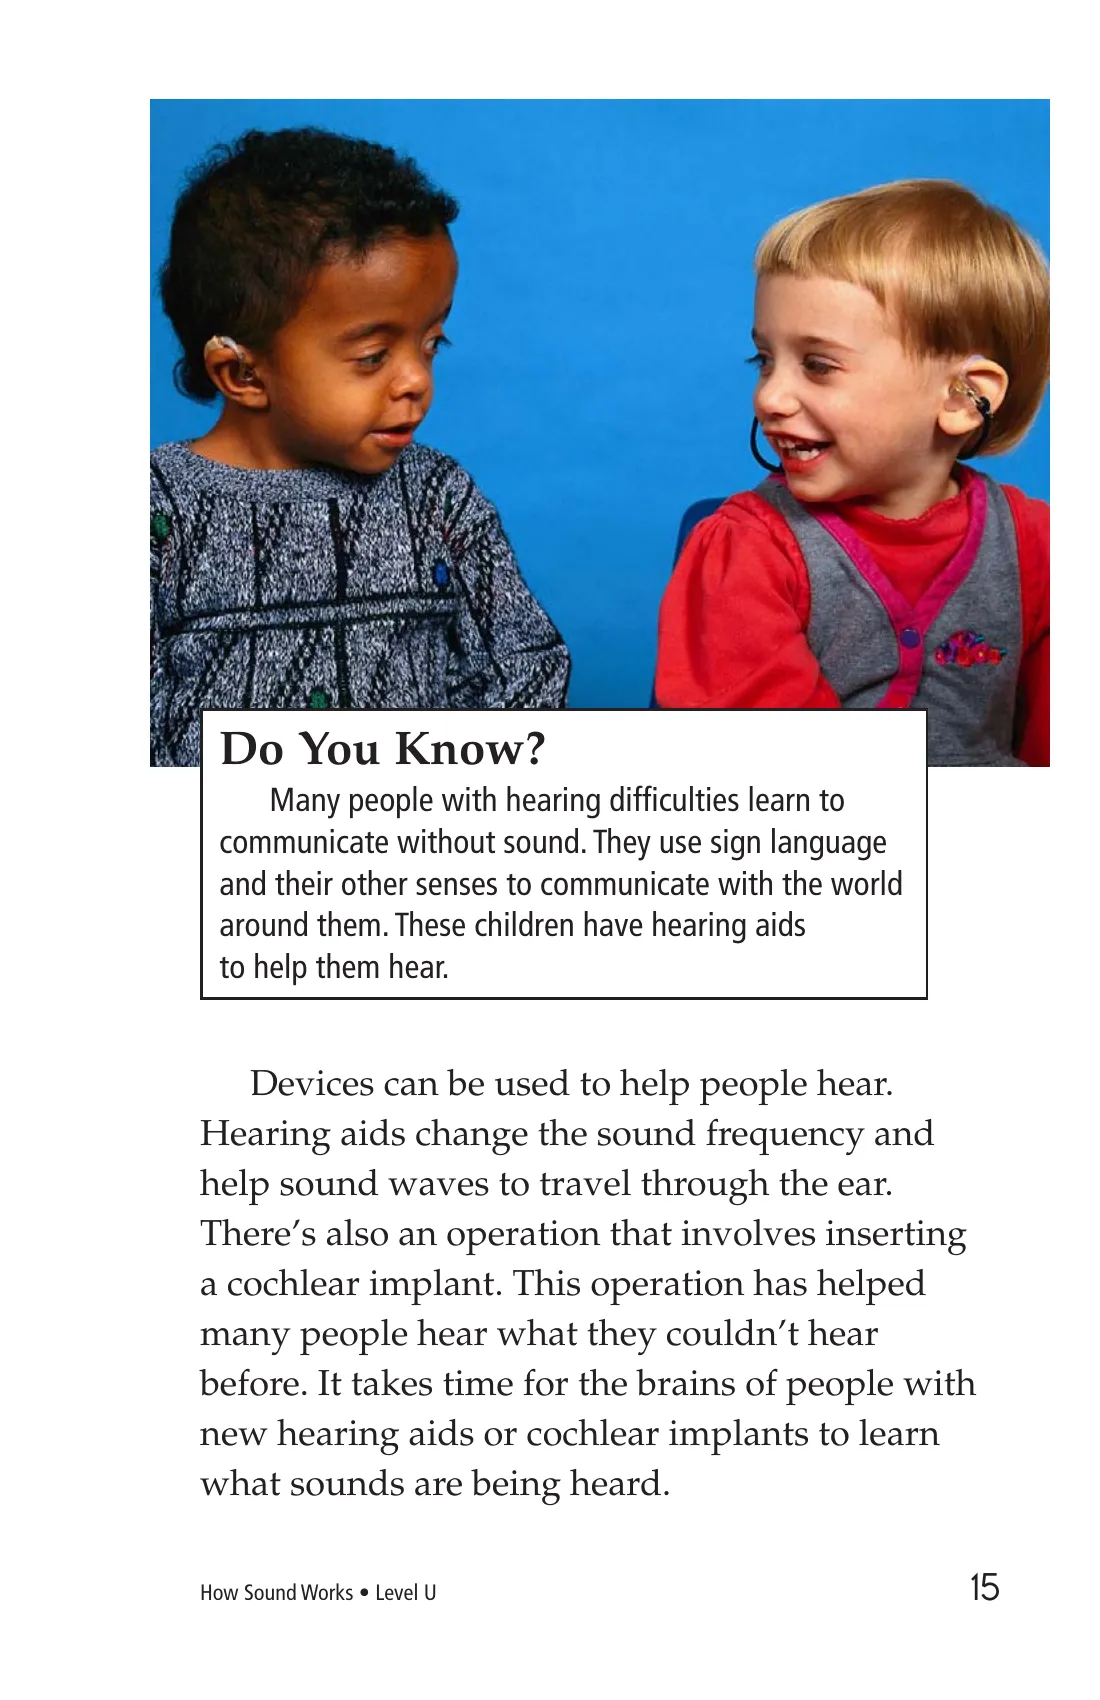 Do You Know?
Many people with hearing difficulties learn to
communicate without sound. They use sign language
and their other senses to communicate with the world
around them. These children have hearing aids
to help them hear.
Devices can be used to help people hear.
Hearing aids change the sound frequency and
help sound waves to travel through the ear.
There’s also an operation that involves inserting
a cochlear implant. This operation has helped
many people hear what they couldn’t hear
before. It takes time for the brains of people with
new hearing aids or cochlear implants to learn
what sounds are being heard.
How Sound Works • Level U
15